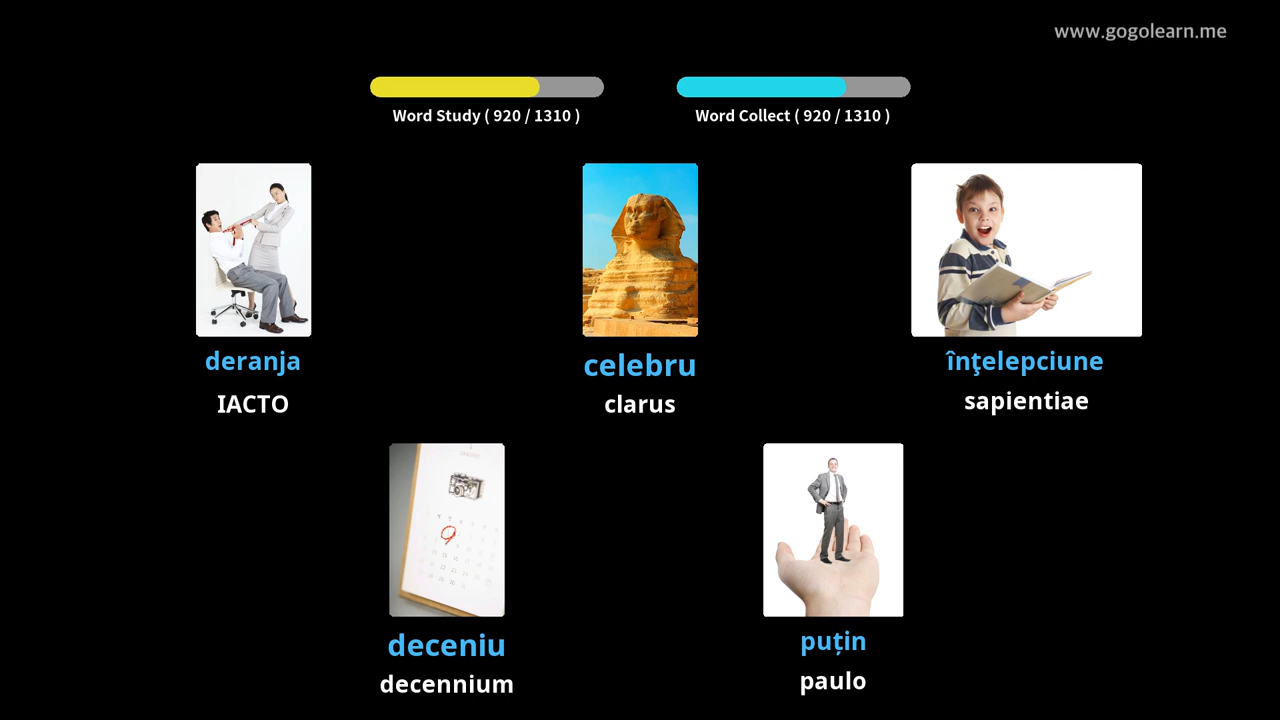 www.gogolearn.me
Word Study ( 920 / 1310 )
Word Collect ( 920 / 1310 )
deranja
IACTO
celebru
clarus
înţelepciune
sapientiae
deceniu
decennium
puțin
paulo